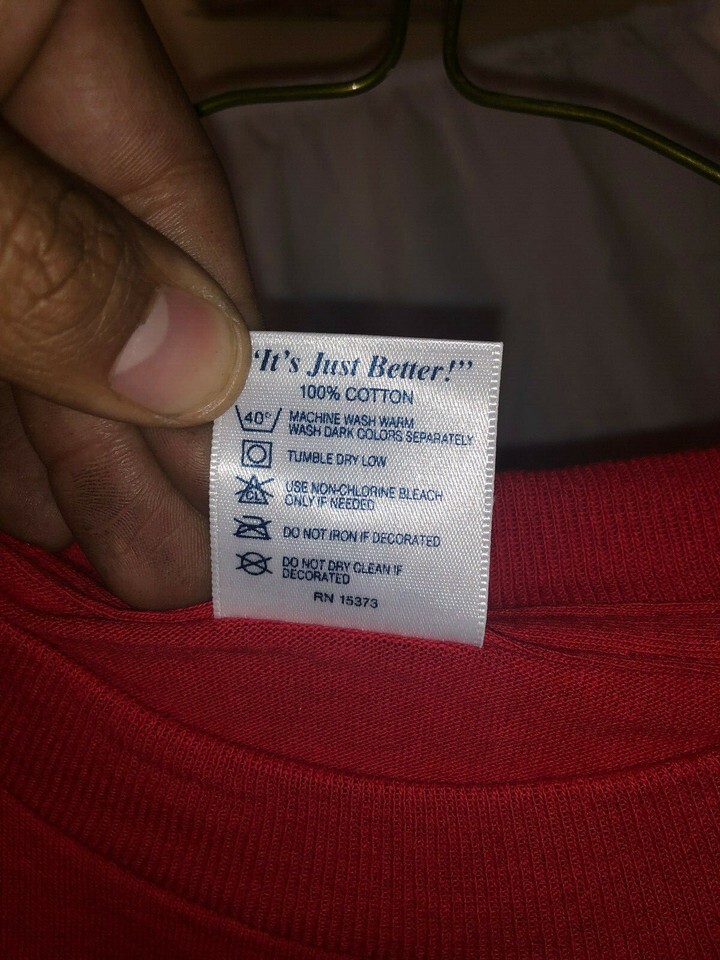 "It's Just Better!"
100% COTTON
40°
MACHINE WASH WARM
WASH DARK COLORS SEPARATELY
TUMBLE DRY LOW
CL
USE NON-CHLORINE BLEACH
ONLY IF NEEDED
DO NOT IRON IF DECORATED
DO NOT DRY CLEAN IF
DECORATED
RN 15373